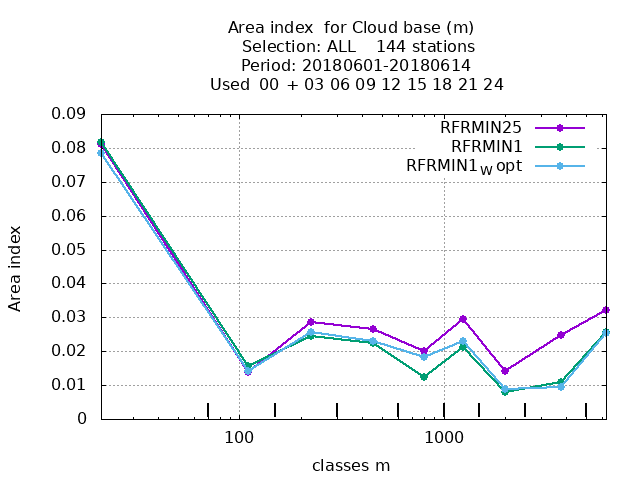 Area index  for Cloud base (m)
Selection: ALL    144 stations
Period: 20180601-20180614
Used  00 + 03 06 09 12 15 18 21 24
0.09
RFRMIN25
0.08
RFRMIN1
RFRMIN1W opt
0.07
0.06
0.05
0.04
0.03
0.02
0.01
0
Area index
100
1000
classes m